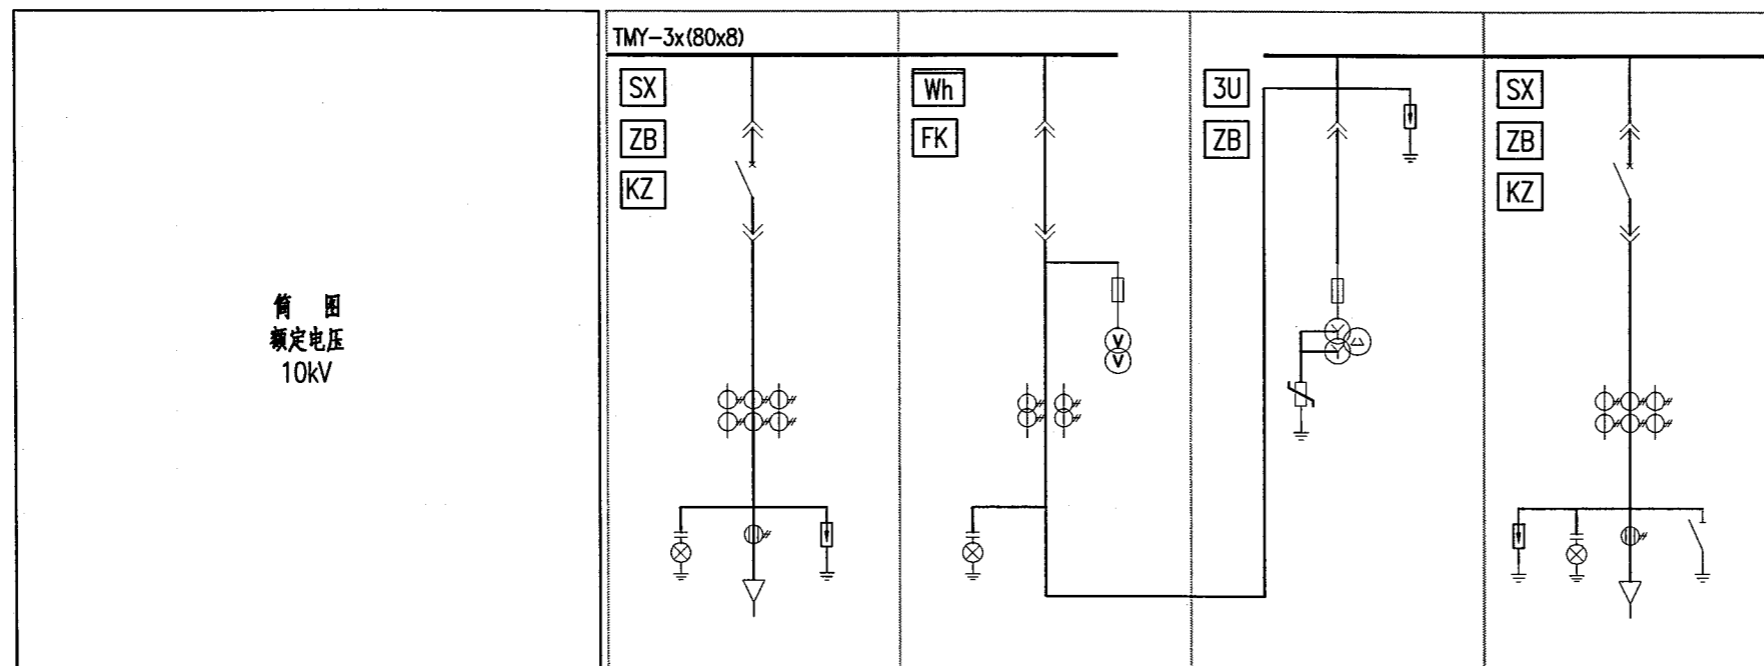 简 图
额定电压
10kV
TMY-3x(80x8)
SX
ZB
KZ
Wh
FK
3U
ZB
SX
ZB
KZ